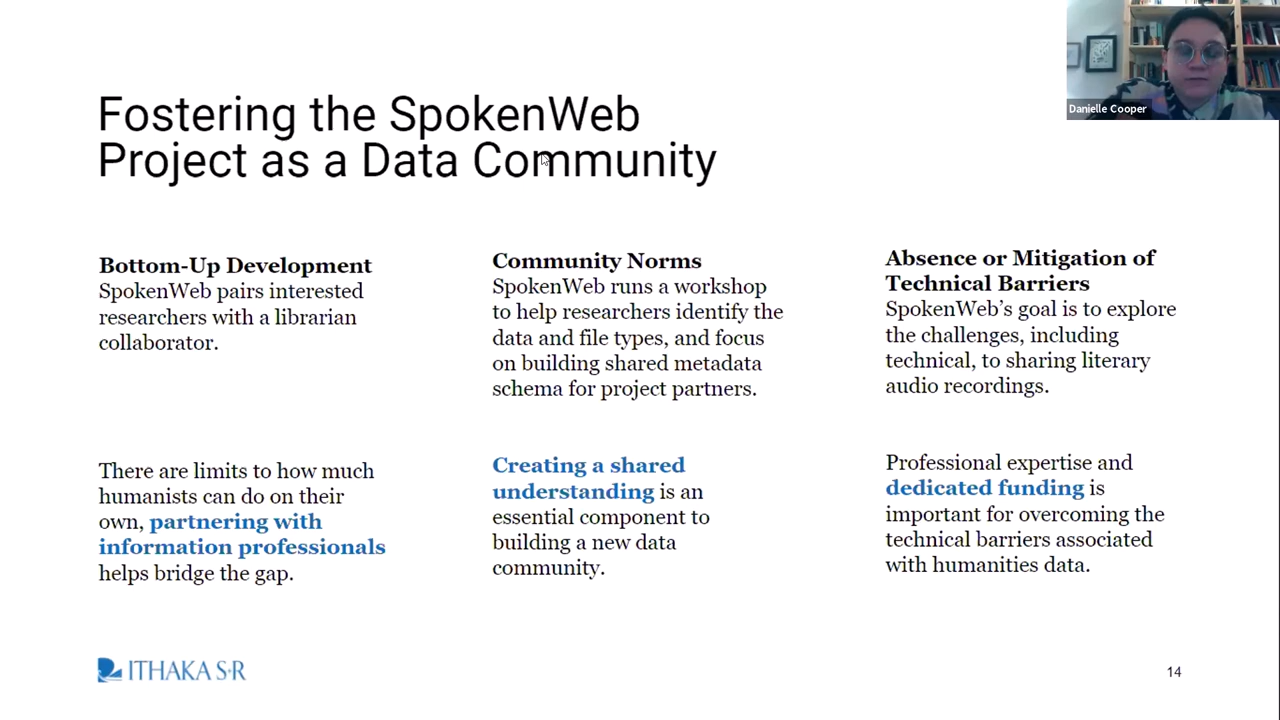 Danielle Cooper
Fostering the SpokenWeb
Project as a Data Community
Bottom-Up Development
SpokenWeb pairs interested
researchers with a librarian
collaborator.
There are limits to how much
humanists can do on their
own, partnering with
information professionals
helps bridge the gap.
Community Norms
SpokenWeb runs a workshop
to help researchers identify the
data and file types, and focus
on building shared metadata
schema for project partners.
Creating a shared
understanding is an
essential component to
building a new data
community.
Absence or Mitigation of
Technical Barriers
SpokenWeb’s goal is to explore
the challenges, including
technical, to sharing literary
audio recordings.
Professional expertise and
dedicated funding is
important for overcoming the
technical barriers associated
with humanities data.
ITHAKA S·R
14